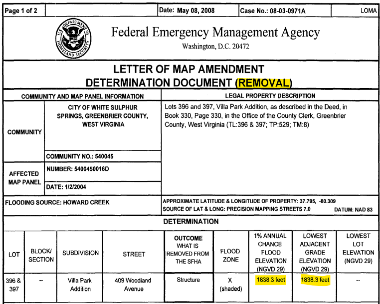 Page 1 of 2
Date: May 08, 2008
Case No.: 08-03-0971A
LOMA
Federal Emergency Management Agency
Washington, D.C. 20472
LETTER OF MAP AMENDMENT
DETERMINATION DOCUMENT (REMOVAL)
COMMUNITY AND MAP PANEL INFORMATION
LEGAL PROPERTY DESCRIPTION
COMMUNITY
CITY OF WHITE SULPHUR
SPRINGS, GREENBRIER COUNTY,
WEST VIRGINIA
Lots 396 and 397, Villa Park Addition, as described in the Deed, in
Book 330, Page 330, in the Office of the County Clerk, Greenbrier
County, West Virginia (TL:396 & 397; TP:529; TM:8)
COMMUNITY NO.: 540045
AFFECTED
MAP PANEL
NUMBER: 5400450016D
DATE: 1/2/2004
FLOODING SOURCE: HOWARD CREEK
APPROXIMATE LATITUDE & LONGITUDE OF PROPERTY: 37.795, -80.309
SOURCE OF LAT & LONG: PRECISION MAPPING STREETS 7.0
DATUM: NAD 83
DETERMINATION
LOT
BLOCK/
SECTION
SUBDIVISION
STREET
OUTCOME
WHAT IS
REMOVED FROM
THE SFHA
FLOOD
ZONE
1% ANNUAL
CHANCE
FLOOD
ELEVATION
(NGVD 29)
LOWEST
ADJACENT
GRADE
ELEVATION
(NGVD 29)
LOWEST
LOT
ELEVATION
(NGVD 29)
396 &
397
--
Villa Park
Addition
409 Woodland
Avenue
Structure
X
(shaded)
1838.3 feet
1838.3 feet
--